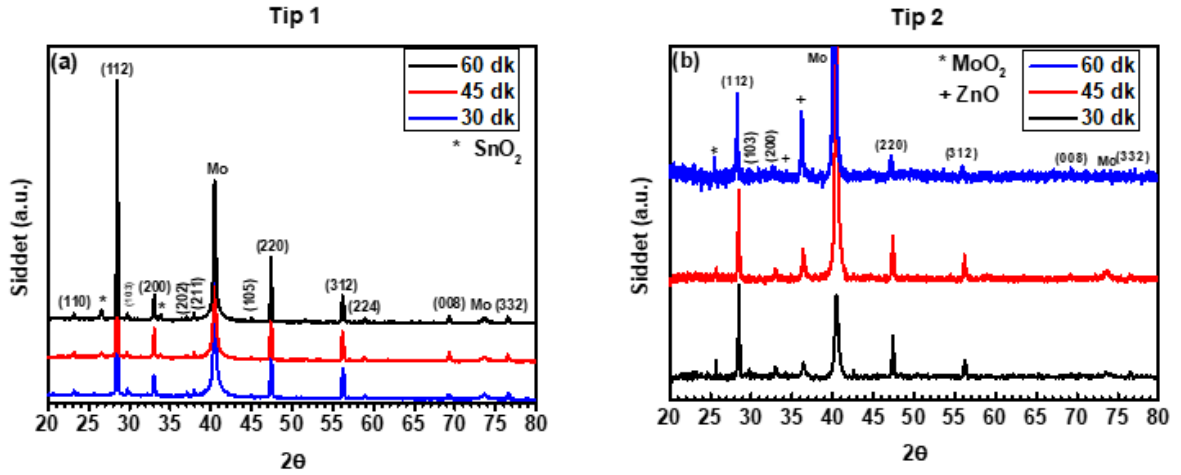 Tip 1
(a)
(112)
60 dk
45 dk
30 dk
* SnO₂
Mo
(220)
(110) * (103) (200) * (202) (211) (105) (312) (224) (008) Mo (332)
Siddet (a.u.)
20 25 30 35 40 45 50 55 60 65 70 75 80
2θ
Tip 2
(b)
Mo
60 dk
45 dk
30 dk
* MoO₂
+ ZnO
(112)
+
* (103) (200) + (220) (312) (008) Mo (332)
Siddet (a.u.)
20 25 30 35 40 45 50 55 60 65 70 75 80
2θ